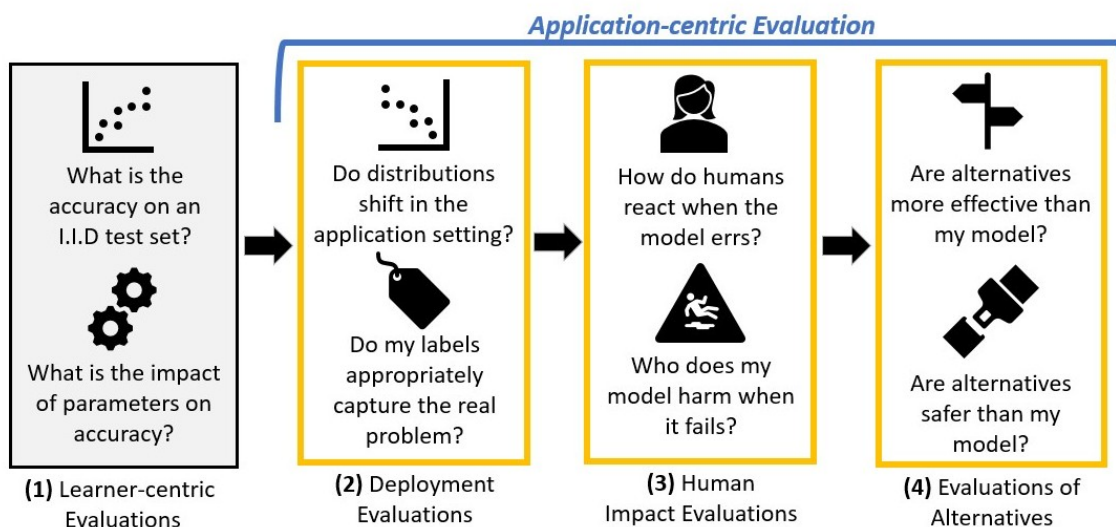 Application-centric Evaluation
What is the
accuracy on an
I.I.D test set?
What is the impact
of parameters on
accuracy?
(1) Learner-centric
Evaluations
Do distributions
shift in the
application setting?
Do my labels
appropriately
capture the real
problem?
(2) Deployment
Evaluations
How do humans
react when the
model errs?
Who does my
model harm when
it fails?
(3) Human
Impact Evaluations
Are alternatives
more effective than
my model?
Are alternatives
safer than my
model?
(4) Evaluations of
Alternatives